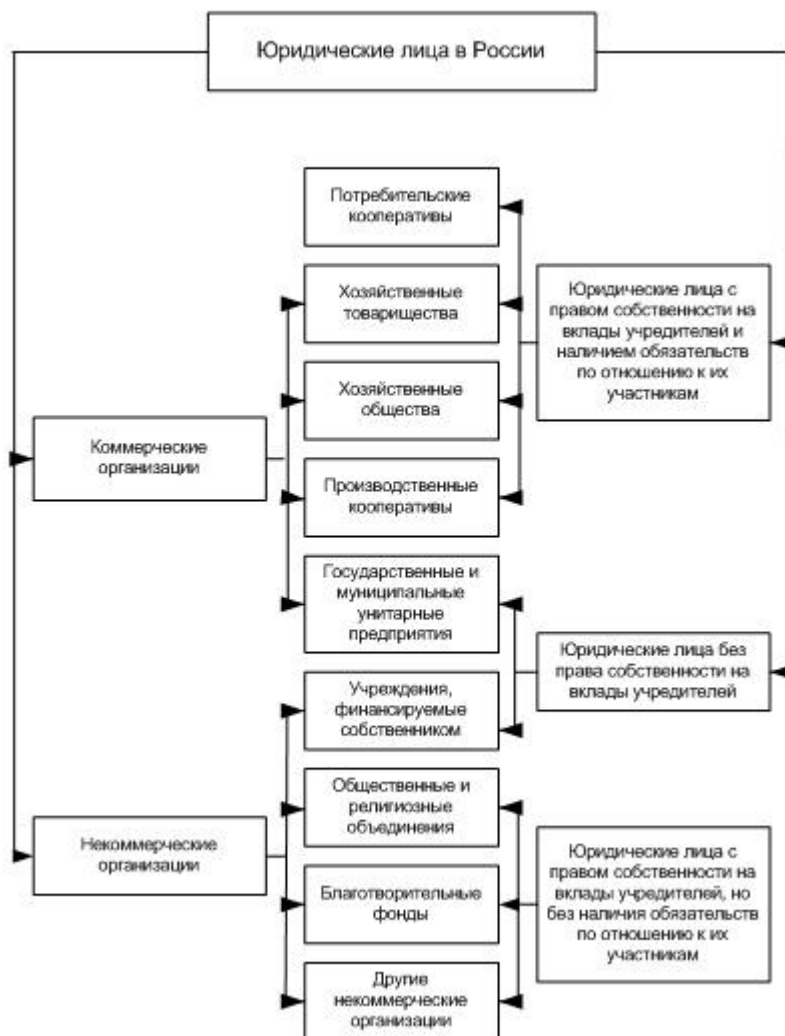 Юридические лица в России
Потребительские
кооперативы
Хозяйственные
товарищества
Юридические лица с
правом собственности на
вклады учредителей и
наличием обязательств
по отношению к их
участникам
Хозяйственные
общества
Коммерческие
организации
Производственные
кооперативы
Государственные и
муниципальные
унитарные
предприятия
Юридические лица без
права собственности на
вклады учредителей
Учреждения,
финансируемые
собственником
Общественные и
религиозные
объединения
Некоммерческие
организации
Юридические лица с
правом собственности на
вклады учредителей, но
без наличия обязательств
по отношению к их
участникам
Благотворительные
фонды
Другие
некоммерческие
организации